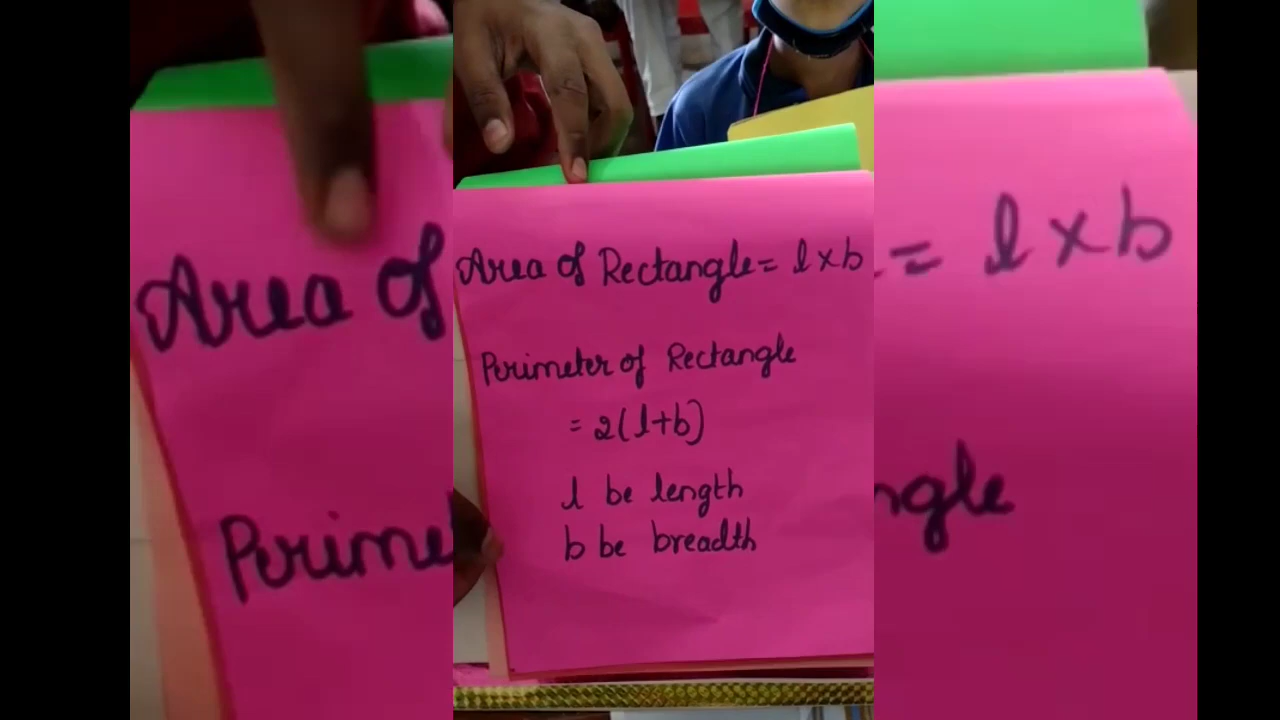 Area of Rectangle = l × b
Perimeter of Rectangle
= 2(l+b)
l be length
b be breadth